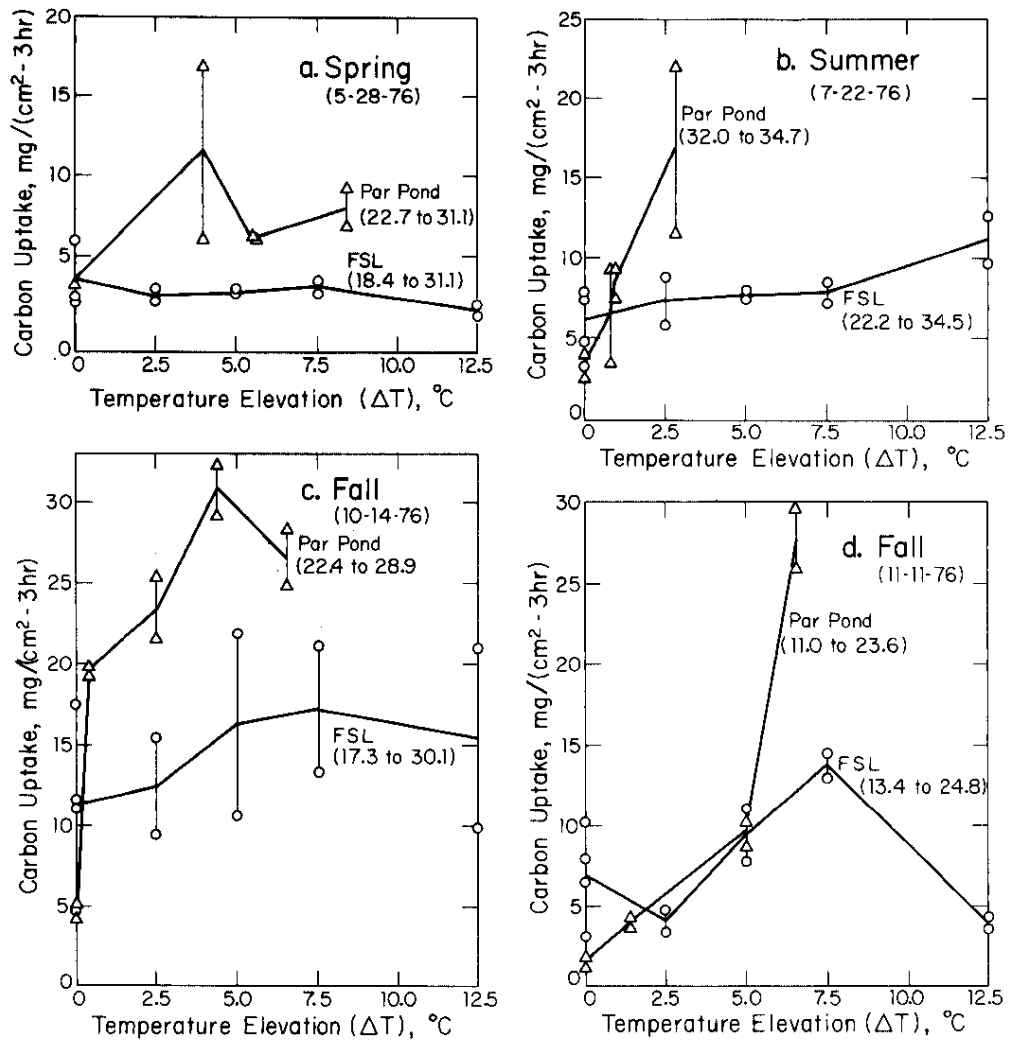 a. Spring
(5-28-76)
Carbon Uptake, mg/(cm² - 3hr)
20
15
10
5
0
Par Pond
(22.7 to 31.1)
FSL
(18.4 to 31.1)
0 2.5 5.0 7.5 10.0 12.5
Temperature Elevation (ΔT), °C
b. Summer
(7-22-76)
Carbon Uptake, mg/(cm² - 3hr)
25
20
15
10
5
0
Par Pond
(32.0 to 34.7)
FSL
(22.2 to 34.5)
0 2.5 5.0 7.5 10.0 12.5
Temperature Elevation (ΔT), °C
c. Fall
(10-14-76)
Carbon Uptake, mg/(cm² - 3hr)
30
25
20
15
10
5
0
Par Pond
(22.4 to 28.9
FSL
(17.3 to 30.1)
0 2.5 5.0 7.5 10.0 12.5
Temperature Elevation (ΔT), °C
d. Fall
(11-11-76)
Carbon Uptake, mg/(cm² - 3hr)
30
25
20
15
10
5
0
Par Pond
(11.0 to 23.6)
FSL
(13.4 to 24.8)
0 2.5 5.0 7.5 10.0 12.5
Temperature Elevation (ΔT), °C